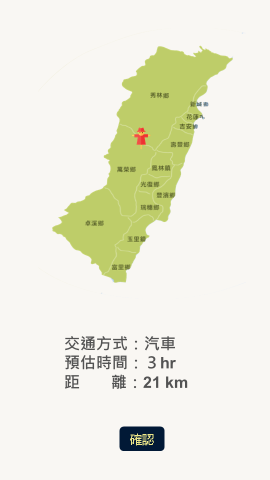 秀林鄉
新城鄉
花蓮市
吉安鄉
壽豐鄉
鳳林鎮
萬榮鄉
光復鄉
豐濱鄉
瑞穗鄉
卓溪鄉
玉里鎮
富里鄉
交通方式：汽車
預估時間：3 hr
距 離：21 km
確認